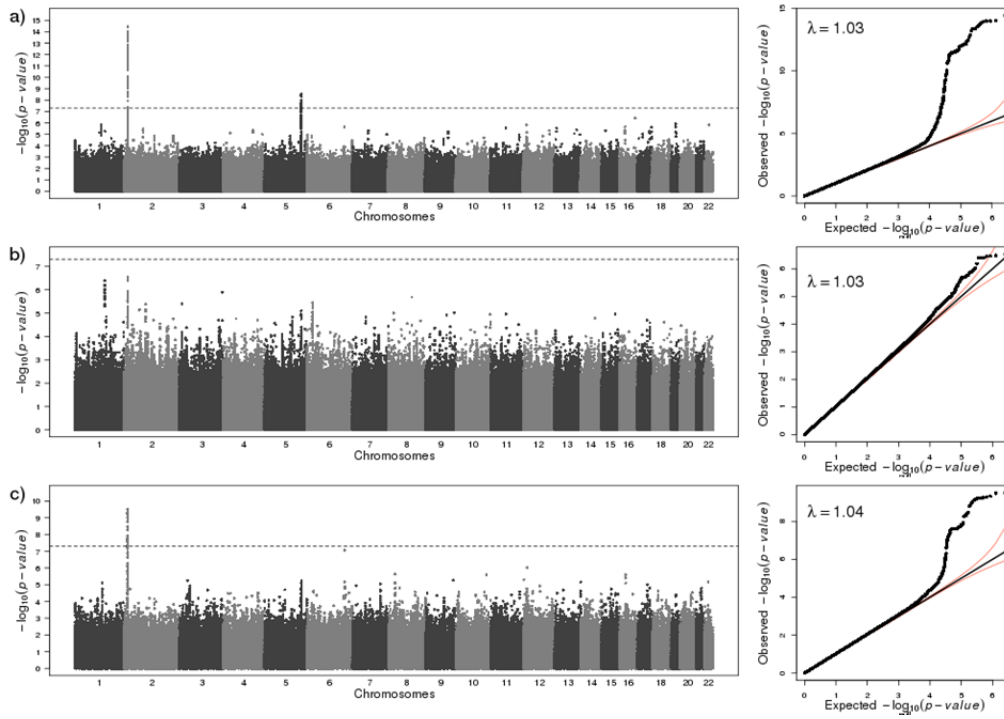 a)
−log₁₀(p − value)
15
14
13
12
11
10
9
8
7
6
5
4
3
2
1
0
1 2 3 4 5 6 7 8 9 10 11 12 13 14 15 16 18 20 22
Chromosomes
λ = 1.03
Observed −log₁₀(p − value)
15
10
5
0
0 1 2 3 4 5 6
Expected −log₁₀(p − value)
b)
−log₁₀(p − value)
7
6
5
4
3
2
1
0
1 2 3 4 5 6 7 8 9 10 11 12 13 14 15 16 18 20 22
Chromosomes
λ = 1.03
Observed −log₁₀(p − value)
6
5
4
3
2
1
0
0 1 2 3 4 5 6
Expected −log₁₀(p − value)
c)
−log₁₀(p − value)
10
9
8
7
6
5
4
3
2
1
0
1 2 3 4 5 6 7 8 9 10 11 12 13 14 15 16 18 20 22
Chromosomes
λ = 1.04
Observed −log₁₀(p − value)
8
6
4
2
0
0 1 2 3 4 5 6
Expected −log₁₀(p − value)